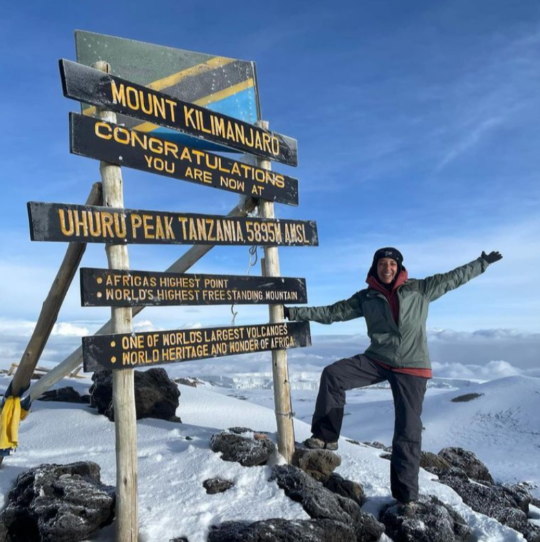 MOUNT KILIMANJARO
CONGRATULATIONS
YOU ARE NOW AT
UHURU PEAK TANZANIA 5895M AMSL
• AFRICAS HIGHEST POINT
• WORLD'S HIGHEST FREE STANDING MOUNTAIN
• ONE OF WORLD'S LARGEST VOLCANOES
• WORLD HERITAGE AND WONDER OF AFRICA